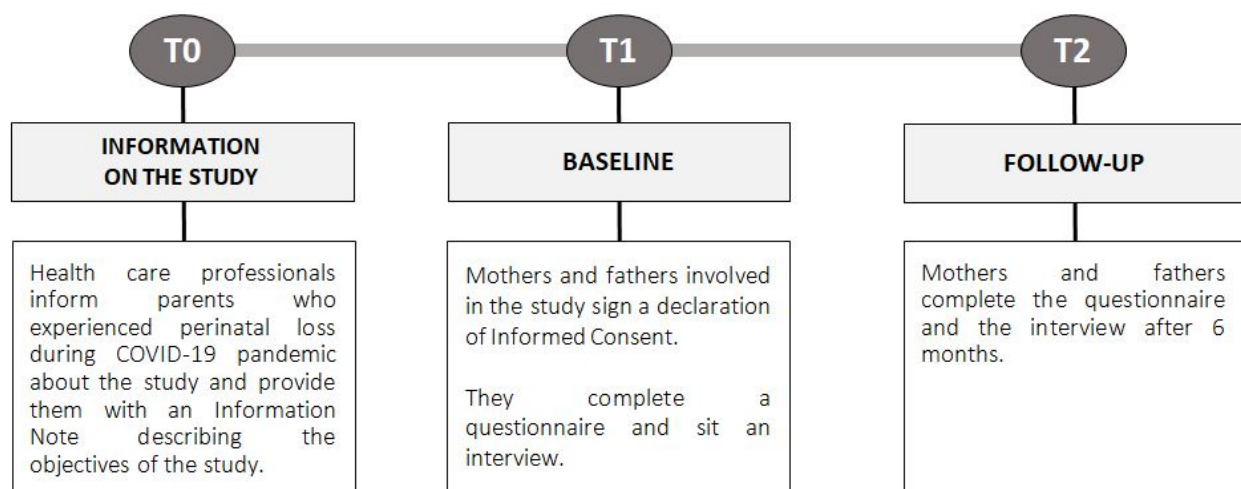 T0
T1
T2
INFORMATION
ON THE STUDY
BASELINE
FOLLOW-UP
Health care professionals
inform parents who
experienced perinatal loss
during COVID-19 pandemic
about the study and provide
them with an Information
Note describing the
objectives of the study.
Mothers and fathers involved
in the study sign a declaration
of Informed Consent.
They complete a
questionnaire and sit an
interview.
Mothers and fathers
complete the questionnaire
and the interview after 6
months.